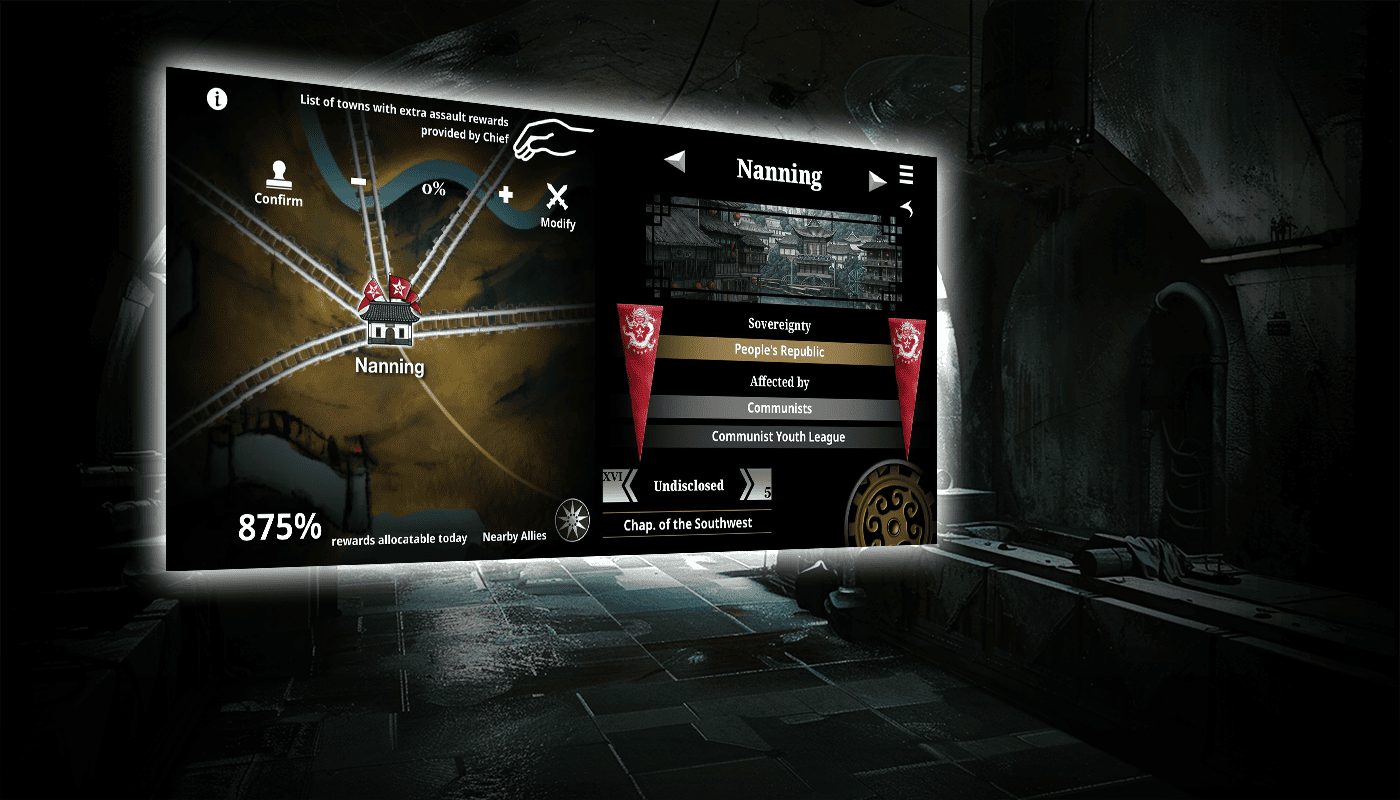 List of towns with extra assault rewards
provided by Chief
Confirm
0%
Modify
Nanning
875%
rewards allocatable today
Nearby Allies
Nanning
Sovereignty
People's Republic
Affected by
Communists
Communist Youth League
XVI
Undisclosed
5
Chap. of the Southwest